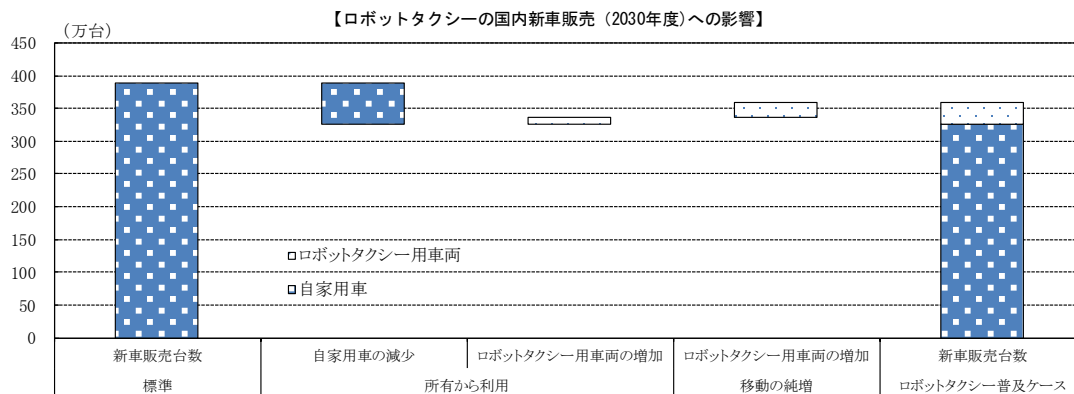 【ロボットタクシーの国内新車販売（2030年度）への影響】
（万台）
450
400
350
300
250
200
150
100
50
0
ロボットタクシー用車両
自家用車
新車販売台数 自家用車の減少 ロボットタクシー用車両の増加 ロボットタクシー用車両の増加 新車販売台数
標準 所有から利用 移動の純増 ロボットタクシー普及ケース